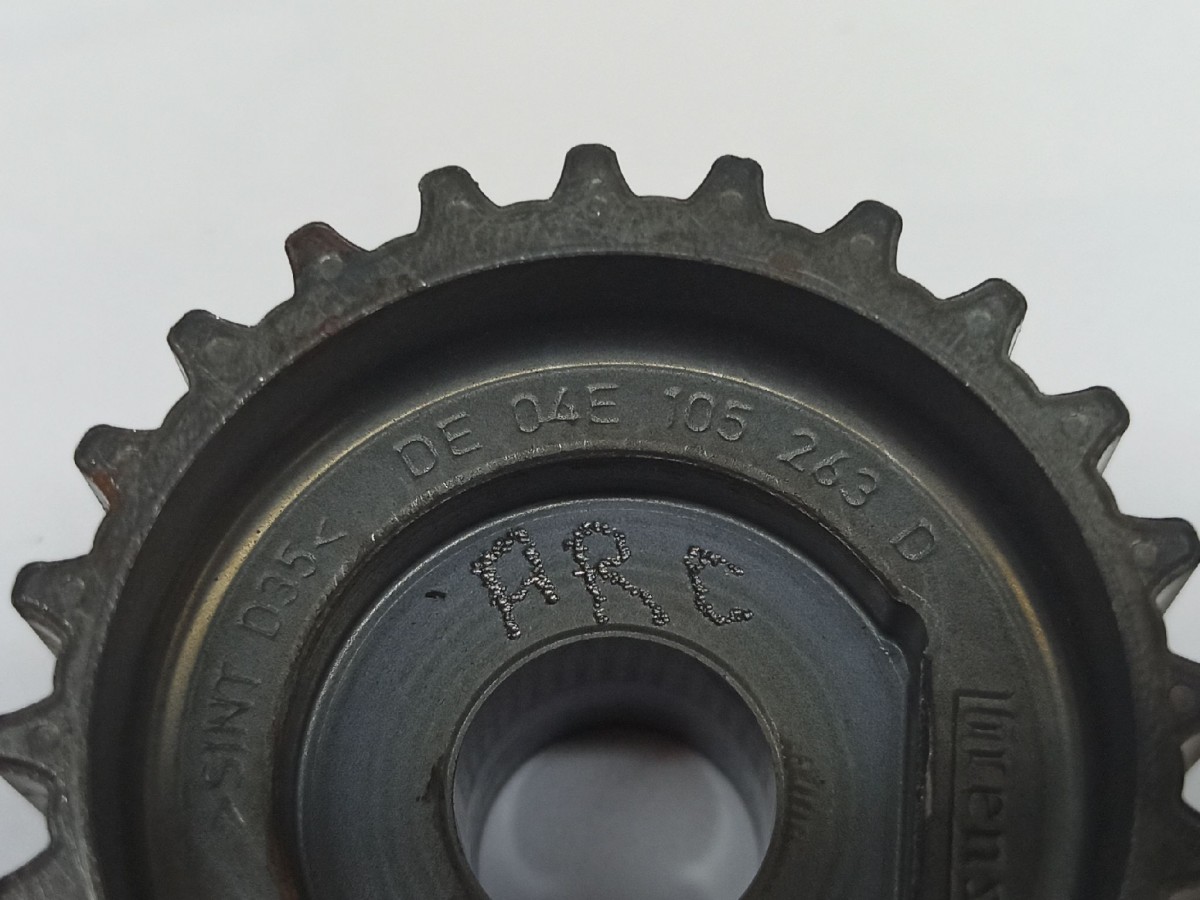 >SINT D35<
DE 04E 105 263 D
ARC